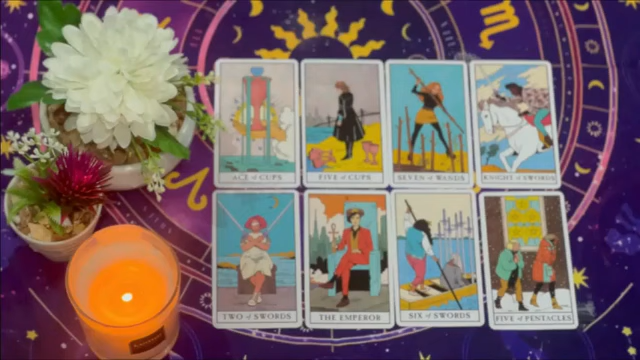 ACE of CUPS
FIVE of CUPS
SEVEN of WANDS
KNIGHT of SWORDS
TWO of SWORDS
THE EMPEROR
SIX of SWORDS
FIVE of PENTACLES